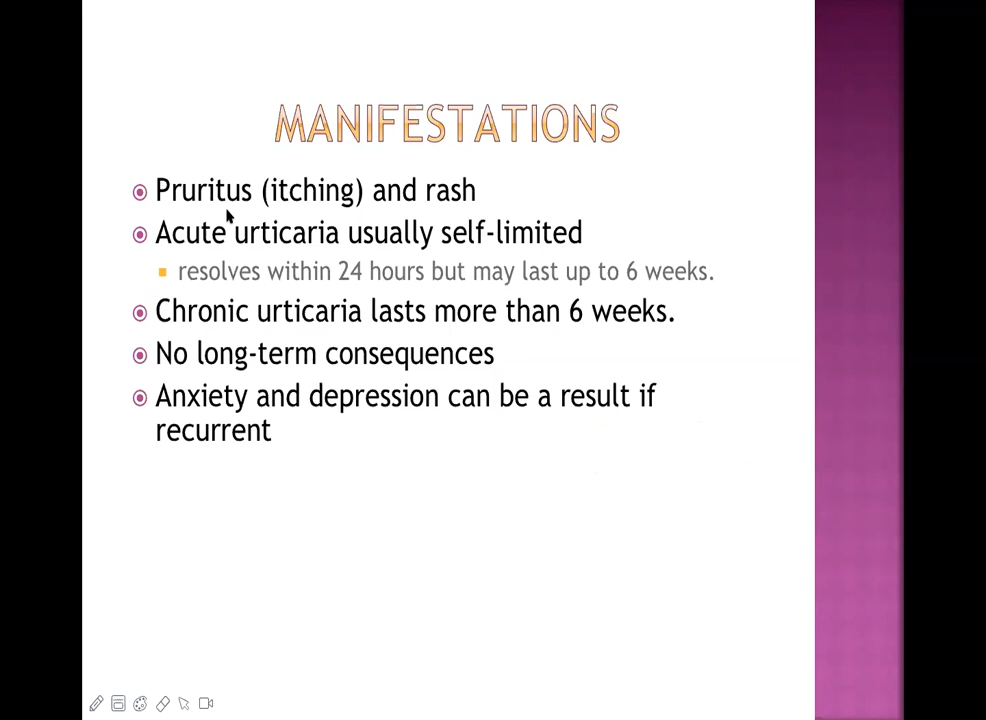 MANIFESTATIONS
Pruritus (itching) and rash
Acute urticaria usually self-limited
resolves within 24 hours but may last up to 6 weeks.
Chronic urticaria lasts more than 6 weeks.
No long-term consequences
Anxiety and depression can be a result if
recurrent